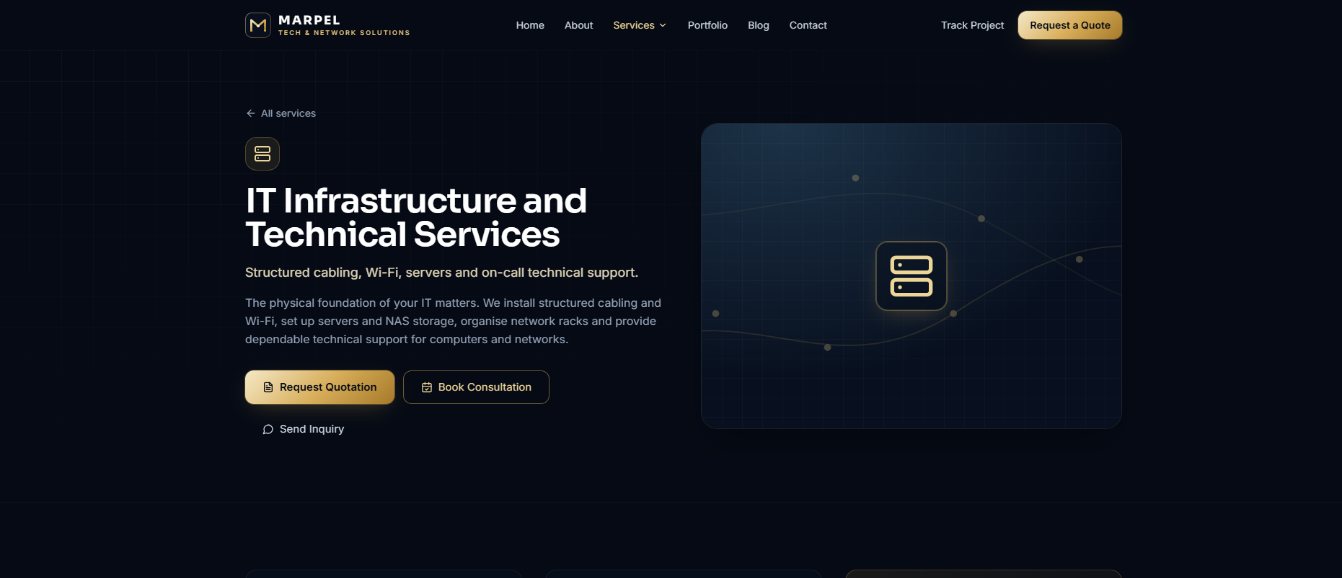 MARPEL
TECH & NETWORK SOLUTIONS
Home
About
Services
Portfolio
Blog
Contact
Track Project
Request a Quote
All services
IT Infrastructure and
Technical Services
Structured cabling, Wi-Fi, servers and on-call technical support.
The physical foundation of your IT matters. We install structured cabling and
Wi-Fi, set up servers and NAS storage, organise network racks and provide
dependable technical support for computers and networks.
Request Quotation
Book Consultation
Send Inquiry